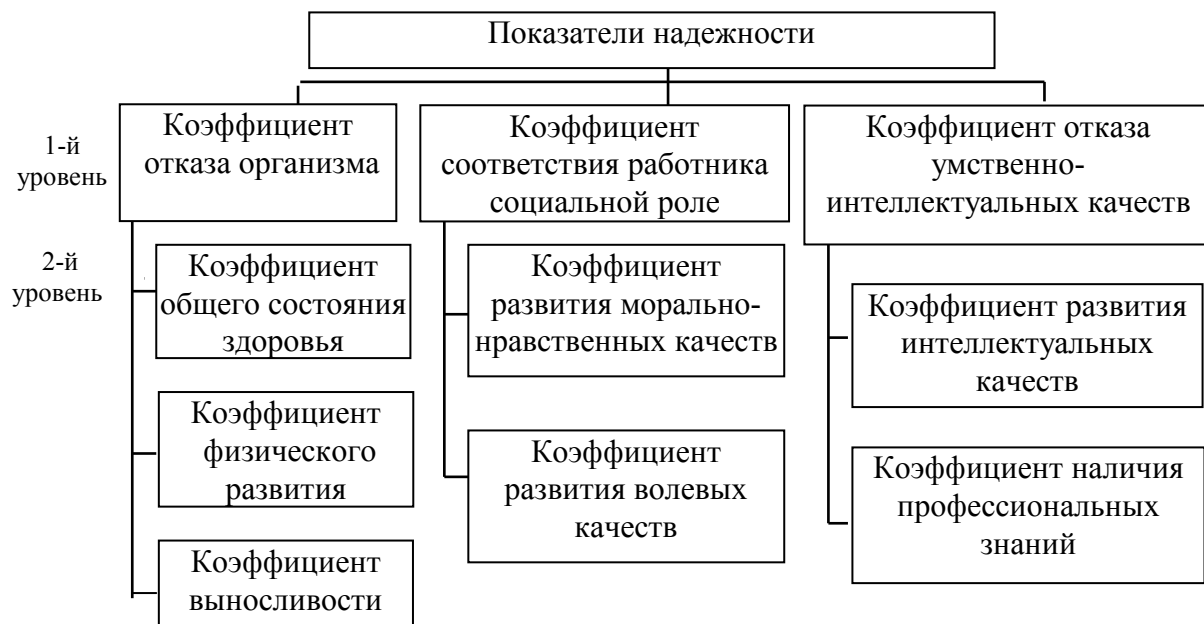 Показатели надежности
1-й
уровень
Коэффициент
отказа организма
Коэффициент
соответствия работника
социальной роле
Коэффициент отказа
умственно-
интеллектуальных качеств
2-й
уровень
Коэффициент
общего состояния
здоровья
Коэффициент
физического
развития
Коэффициент
выносливости
Коэффициент
развития морально-
нравственных качеств
Коэффициент
развития волевых
качеств
Коэффициент развития
интеллектуальных
качеств
Коэффициент наличия
профессиональных
знаний